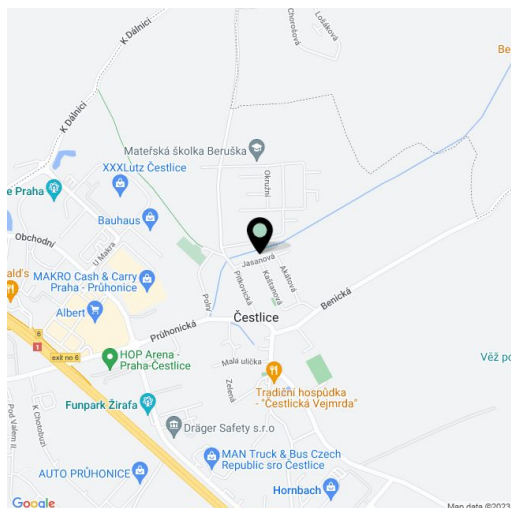 K Dálnici
Chorošová
Lošáková
Be
K Dálnici
Mateřská školka Beruška
XXXLutz Čestlice
Okružní
e Praha
Bauhaus
Obchodní
U Makra
Jasanová
ald's
MAKRO Cash & Carry
Praha - Průhonice
Pitkovická
Kaštanová
Akátová
Benická
Polní
Albert
Čestlice
6
1
Průhonická
exit no 6
HOP Arena -
Praha-Čestlice
Malá ulička
Věž po
Zelená
Tradiční hospůdka
- "Čestlická Vejmrda"
Funpark Žirafa
Pod Valem II
K Chotobuzi
Dräger Safety s.r.o
MAN Truck & Bus Czech
Republic sro Čestlice
AUTO PRŮHONICE
Hornbach
Google
Map data ©2023